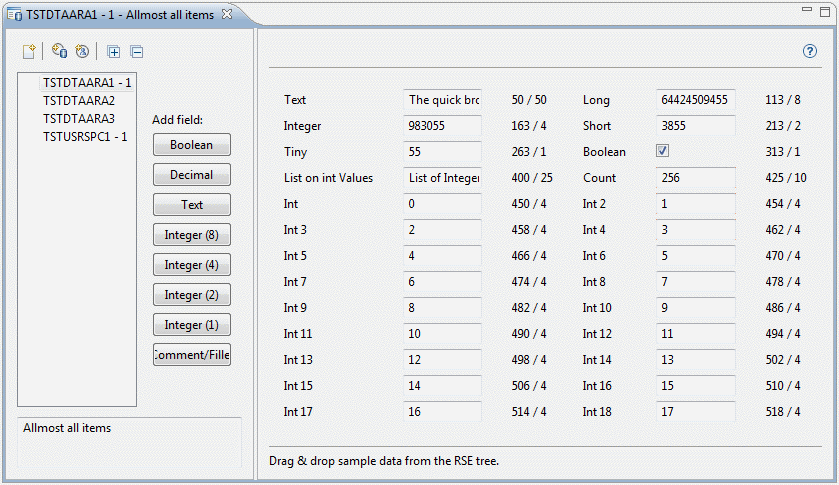 TSTDTAARA1 - 1 - Allmost all items
TSTDTAARA1 - 1
TSTDTAARA2
TSTDTAARA3
TSTUSRSPC1 - 1
Add field:
Boolean
Decimal
Text
Integer (8)
Integer (4)
Integer (2)
Integer (1)
Comment/Fille
Allmost all items
Text The quick bro 50 / 50 Long 64424509455 113 / 8
Integer 983055 163 / 4 Short 3855 213 / 2
Tiny 55 263 / 1 Boolean 313 / 1
List on int Values List of Integer 400 / 25 Count 256 425 / 10
Int 0 450 / 4 Int 2 1 454 / 4
Int 3 2 458 / 4 Int 4 3 462 / 4
Int 5 4 466 / 4 Int 6 5 470 / 4
Int 7 6 474 / 4 Int 8 7 478 / 4
Int 9 8 482 / 4 Int 10 9 486 / 4
Int 11 10 490 / 4 Int 12 11 494 / 4
Int 13 12 498 / 4 Int 14 13 502 / 4
Int 15 14 506 / 4 Int 16 15 510 / 4
Int 17 16 514 / 4 Int 18 17 518 / 4
Drag & drop sample data from the RSE tree.